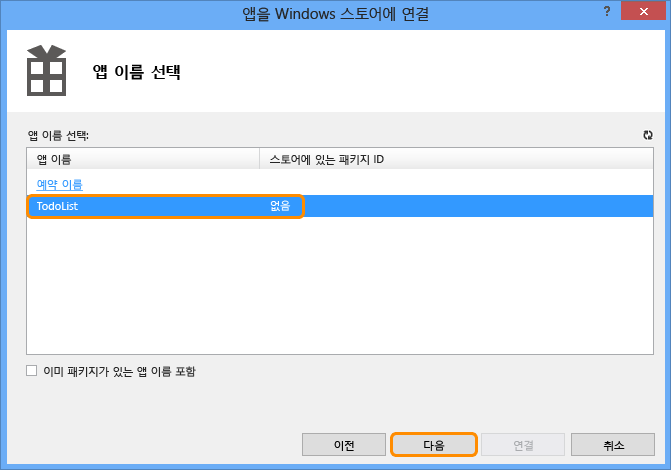 앱을 Windows 스토어에 연결
?
앱 이름 선택
앱 이름 선택:
앱 이름 스토어에 있는 패키지 ID
예약 이름
TodoList 없음
이미 패키지가 있는 앱 이름 포함
이전 다음 연결 취소